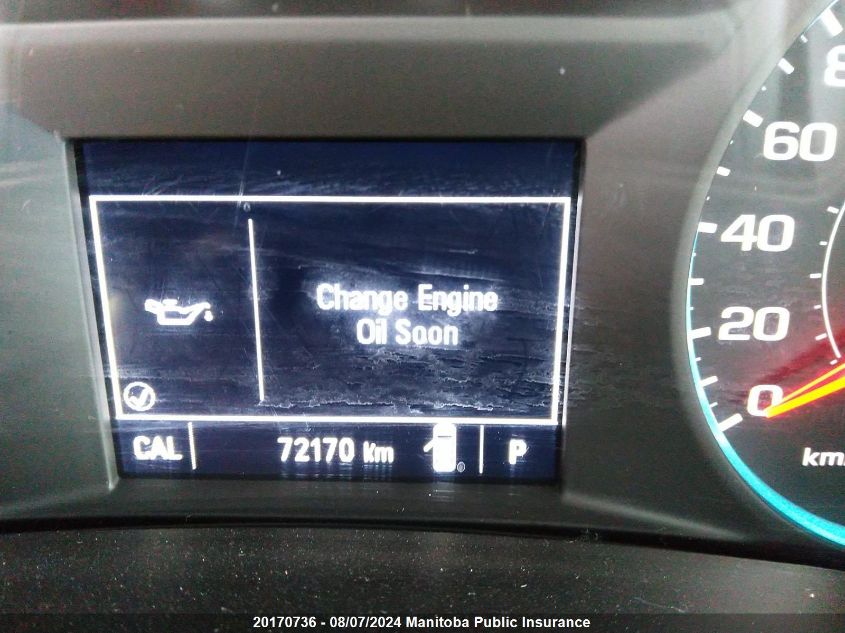 Change Engine
Oil Soon
CAL 72170 km P
80
60
40
20
0
km/
20170736 - 08/07/2024 Manitoba Public Insurance